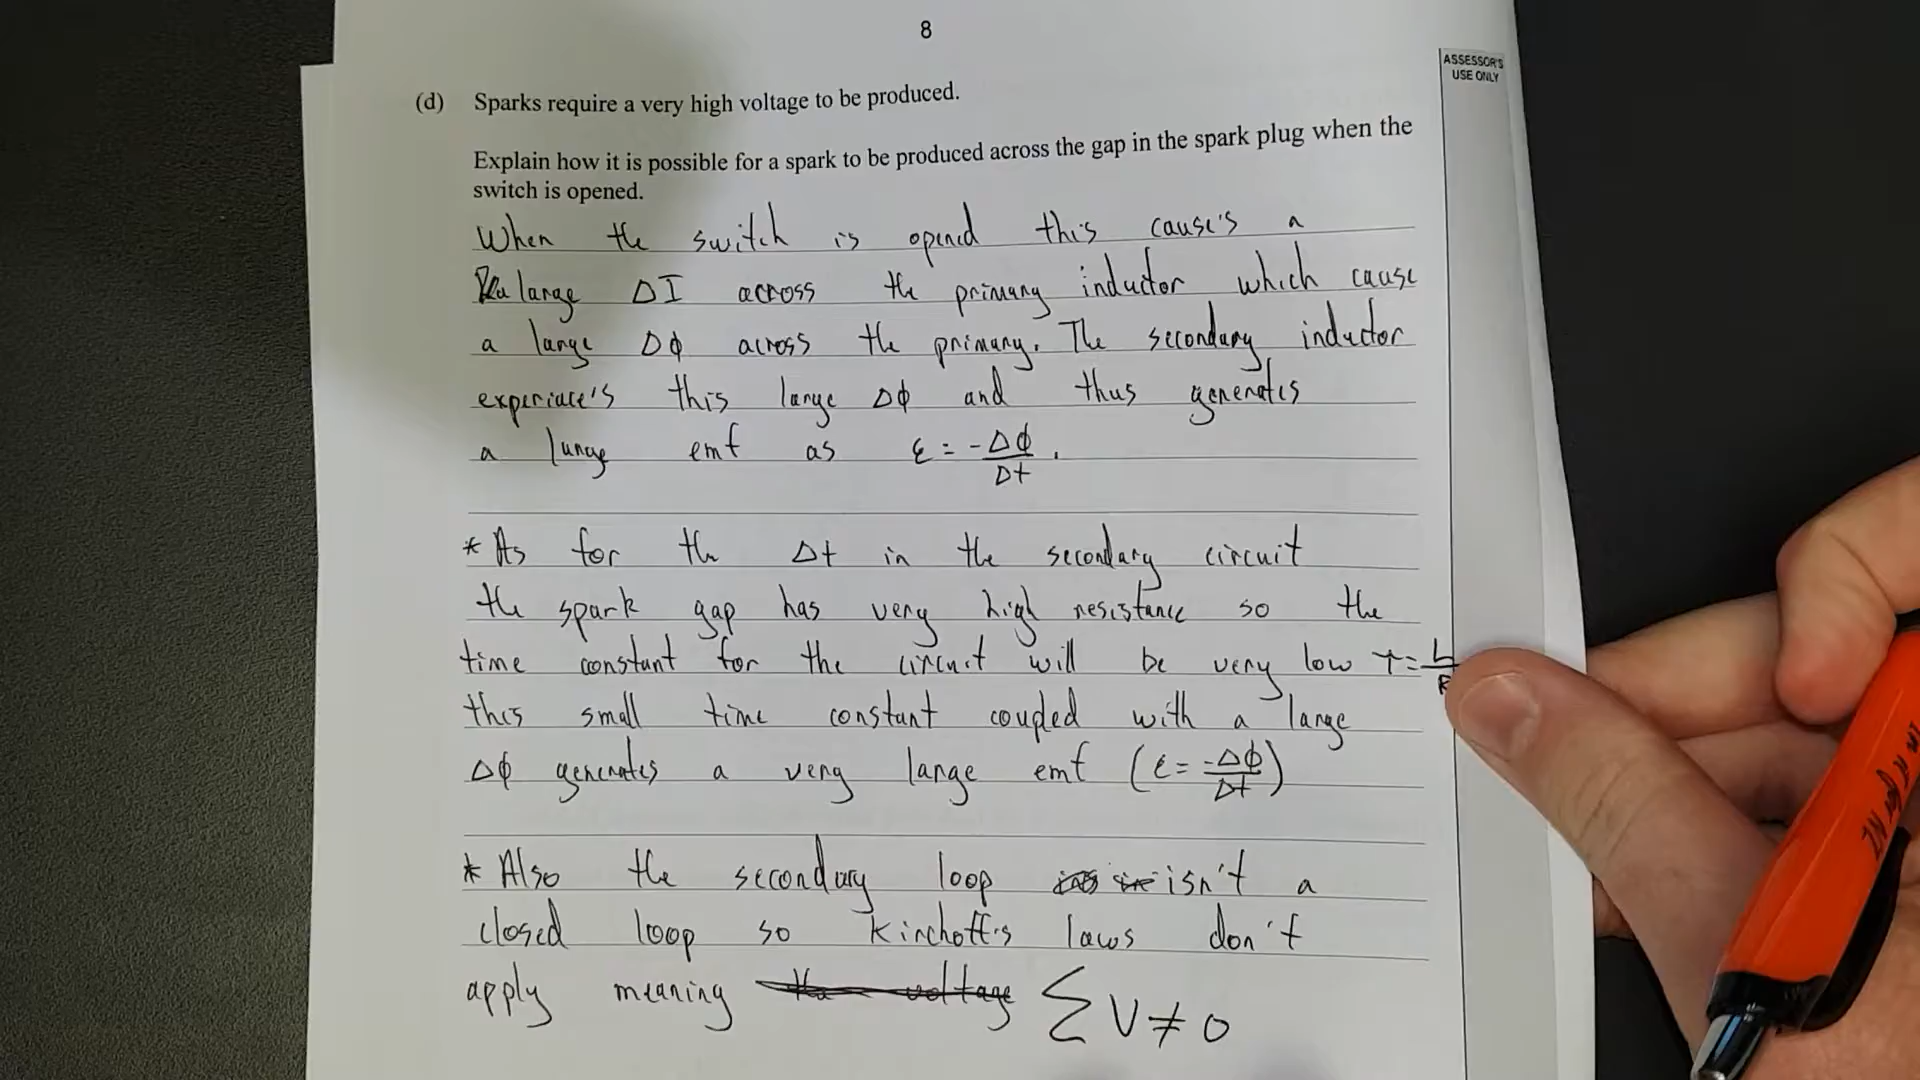 8
ASSESSOR'S
USE ONLY
(d) Sparks require a very high voltage to be produced.
Explain how it is possible for a spark to be produced across the gap in the spark plug when the
switch is opened.
When the switch is opened this cause's a
large ΔI across the primary inductor which cause
a large Δϕ across the primary. The secondary inductor
experiace's this large Δϕ and thus generates
a large emf as ε = -Δϕ/Δt .
* As for the Δt in the secondary circuit
the spark gap has very high resistance so the
time constant for the circuit will be very low τ = L/R
this small time constant coupled with a large
Δϕ generates a very large emf (ε = -Δϕ/Δt)
* Also the secondary loop isn't a
closed loop so Kirchoff's laws don't
apply meaning the voltage ΣV ≠ 0